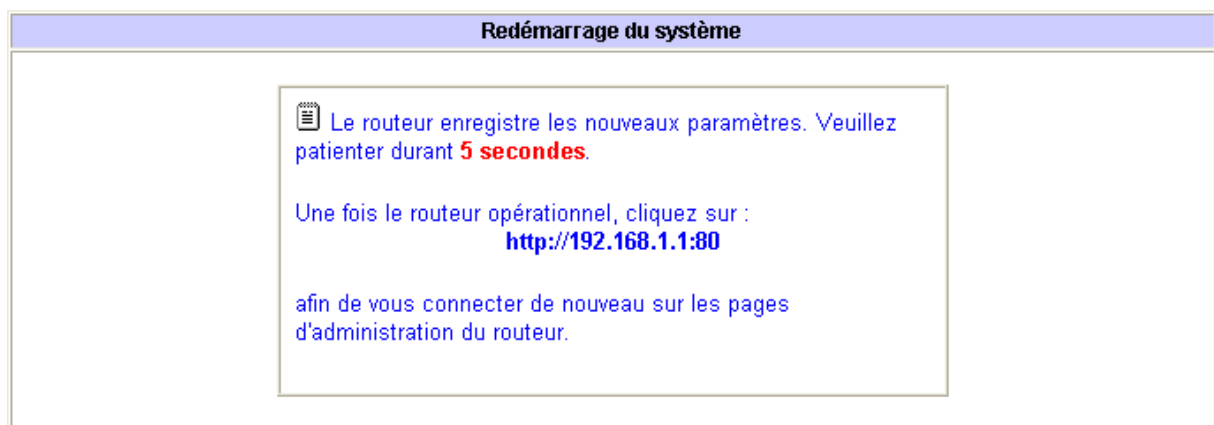 Redémarrage du système
Le routeur enregistre les nouveaux paramètres. Veuillez
patienter durant 5 secondes.
Une fois le routeur opérationnel, cliquez sur :
http://192.168.1.1:80
afin de vous connecter de nouveau sur les pages
d'administration du routeur.